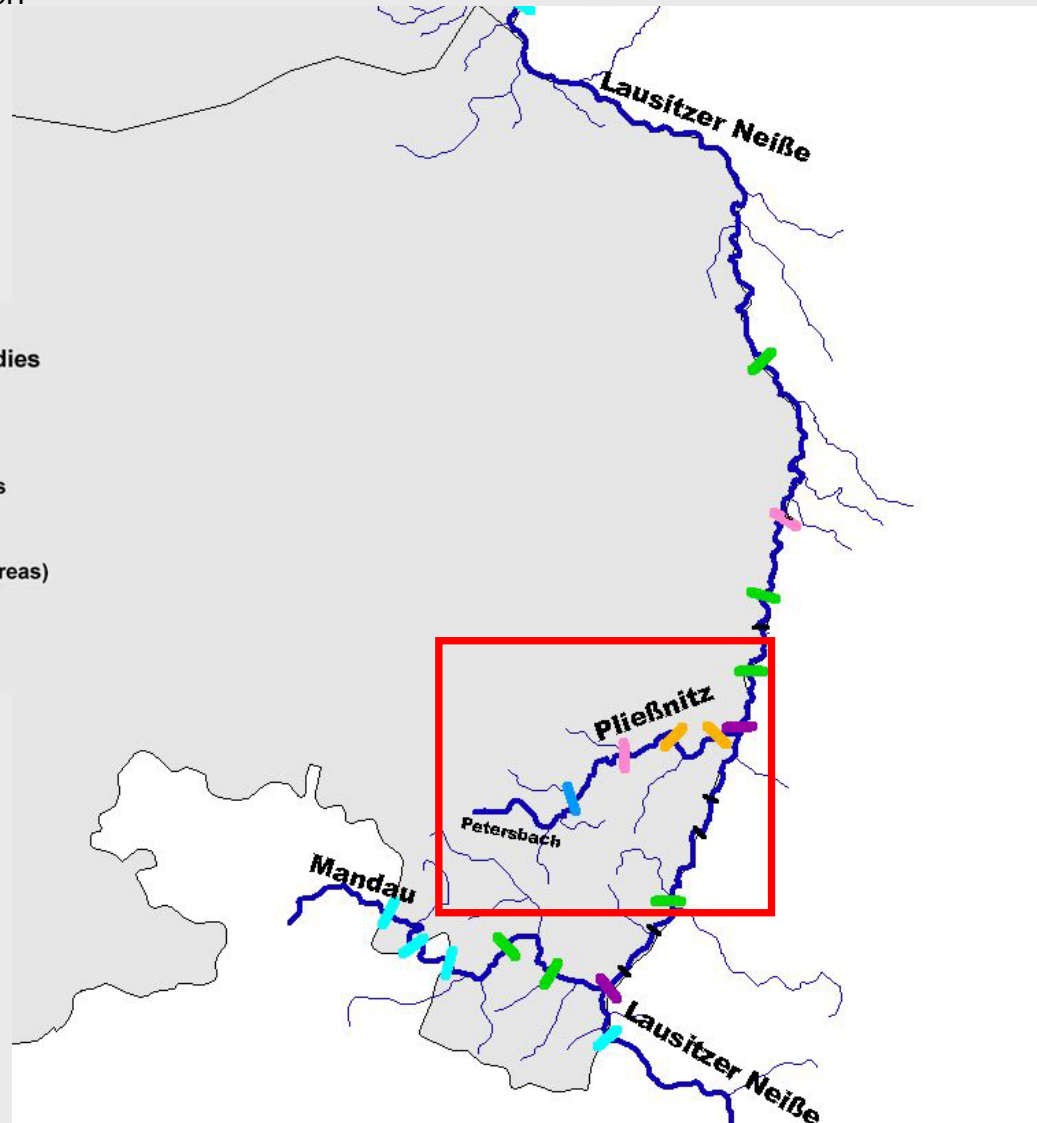 Lausitzer Neiße
dies
s
reas)
Pließnitz
Petersbach
Mandau
Lausitzer Neiße